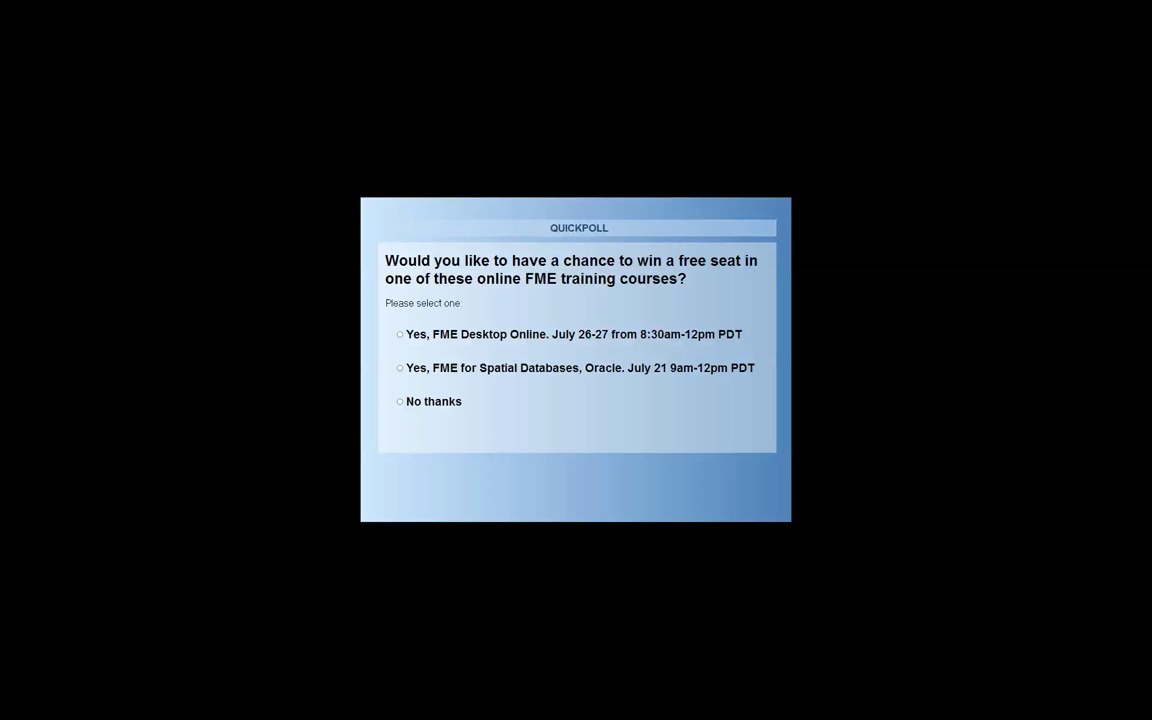 QUICKPOLL
Would you like to have a chance to win a free seat in
one of these online FME training courses?
Please select one:
Yes, FME Desktop Online. July 26-27 from 8:30am-12pm PDT
Yes, FME for Spatial Databases, Oracle. July 21 9am-12pm PDT
No thanks